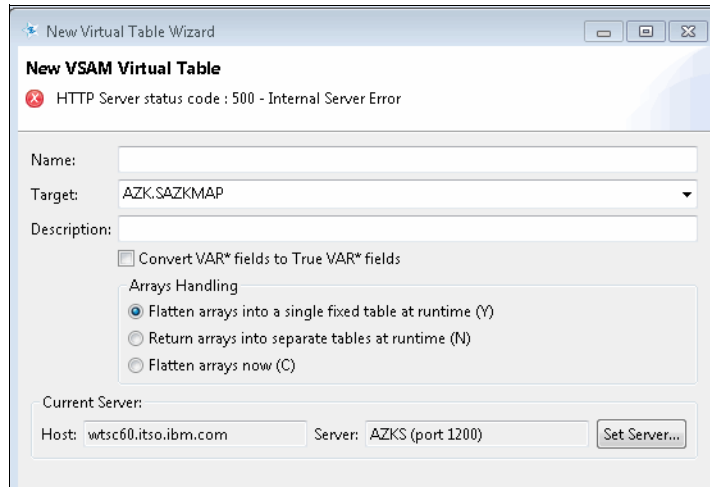 New Virtual Table Wizard
New VSAM Virtual Table
HTTP Server status code : 500 - Internal Server Error
Name:
Target: AZK.SAZKMAP
Description:
Convert VAR* fields to True VAR* fields
Arrays Handling
Flatten arrays into a single fixed table at runtime (Y)
Return arrays into separate tables at runtime (N)
Flatten arrays now (C)
Current Server:
Host: wtsc60.itso.ibm.com Server: AZKS (port 1200) Set Server...